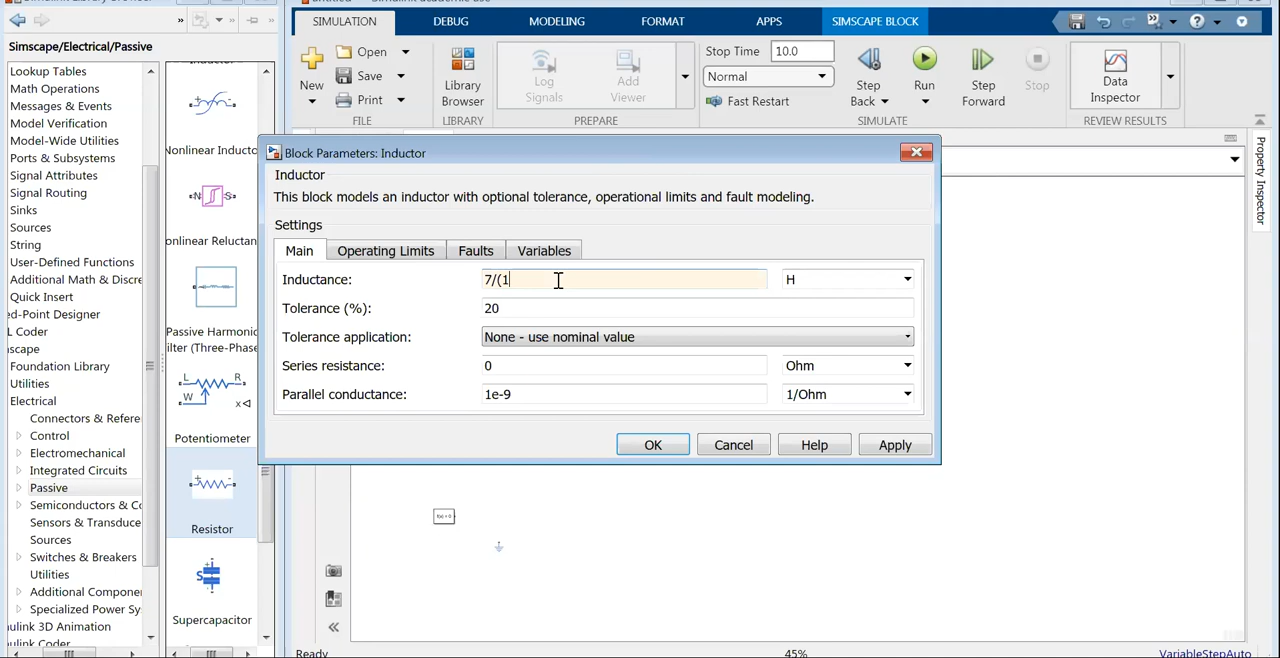 SIMULATION
DEBUG
MODELING
FORMAT
APPS
SIMSCAPE BLOCK
Simscape/Electrical/Passive
Lookup Tables
Math Operations
Messages & Events
Model Verification
Model-Wide Utilities
Ports & Subsystems
Signal Attributes
Signal Routing
Sinks
Sources
String
User-Defined Functions
Additional Math & Discre
Quick Insert
ed-Point Designer
L Coder
nscape
Foundation Library
Utilities
Electrical
Connectors & Refere
Control
Electromechanical
Integrated Circuits
Passive
Semiconductors & Co
Sensors & Transduce
Sources
Switches & Breakers
Utilities
Additional Compone
Specialized Power Sy
nulink 3D Animation
nulink Coder
Nonlinear Inducto
N S
onlinear Reluctan
Passive Harmonic
ilter (Three-Phase
L R
W x
Potentiometer
Resistor
S
Supercapacitor
New
Open
Save
Print
FILE
Library
Browser
LIBRARY
Log
Signals
Add
Viewer
PREPARE
Stop Time 10.0
Normal
Fast Restart
Step
Back
Run
Step
Forward
Stop
SIMULATE
Data
Inspector
REVIEW RESULTS
Property Inspector
Block Parameters: Inductor
Inductor
This block models an inductor with optional tolerance, operational limits and fault modeling.
Settings
Main
Operating Limits
Faults
Variables
Inductance: 7/(1 H
Tolerance (%): 20
Tolerance application: None - use nominal value
Series resistance: 0 Ohm
Parallel conductance: 1e-9 1/Ohm
OK
Cancel
Help
Apply
Ready
45%
VariableStepAuto